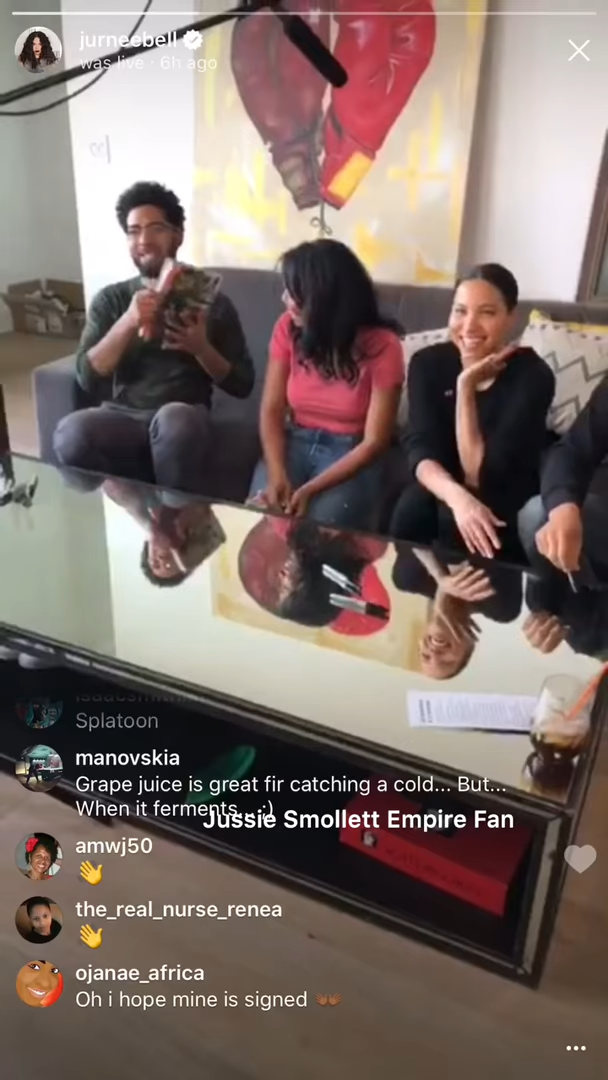 jurneebell
was live · 6h ago
Splatoon
manovskia
Grape juice is great fir catching a cold... But...
When it ferments... ;)
Jussie Smollett Empire Fan
amwj50
👋
the_real_nurse_renea
👋
ojanae_africa
Oh i hope mine is signed 👐🏾